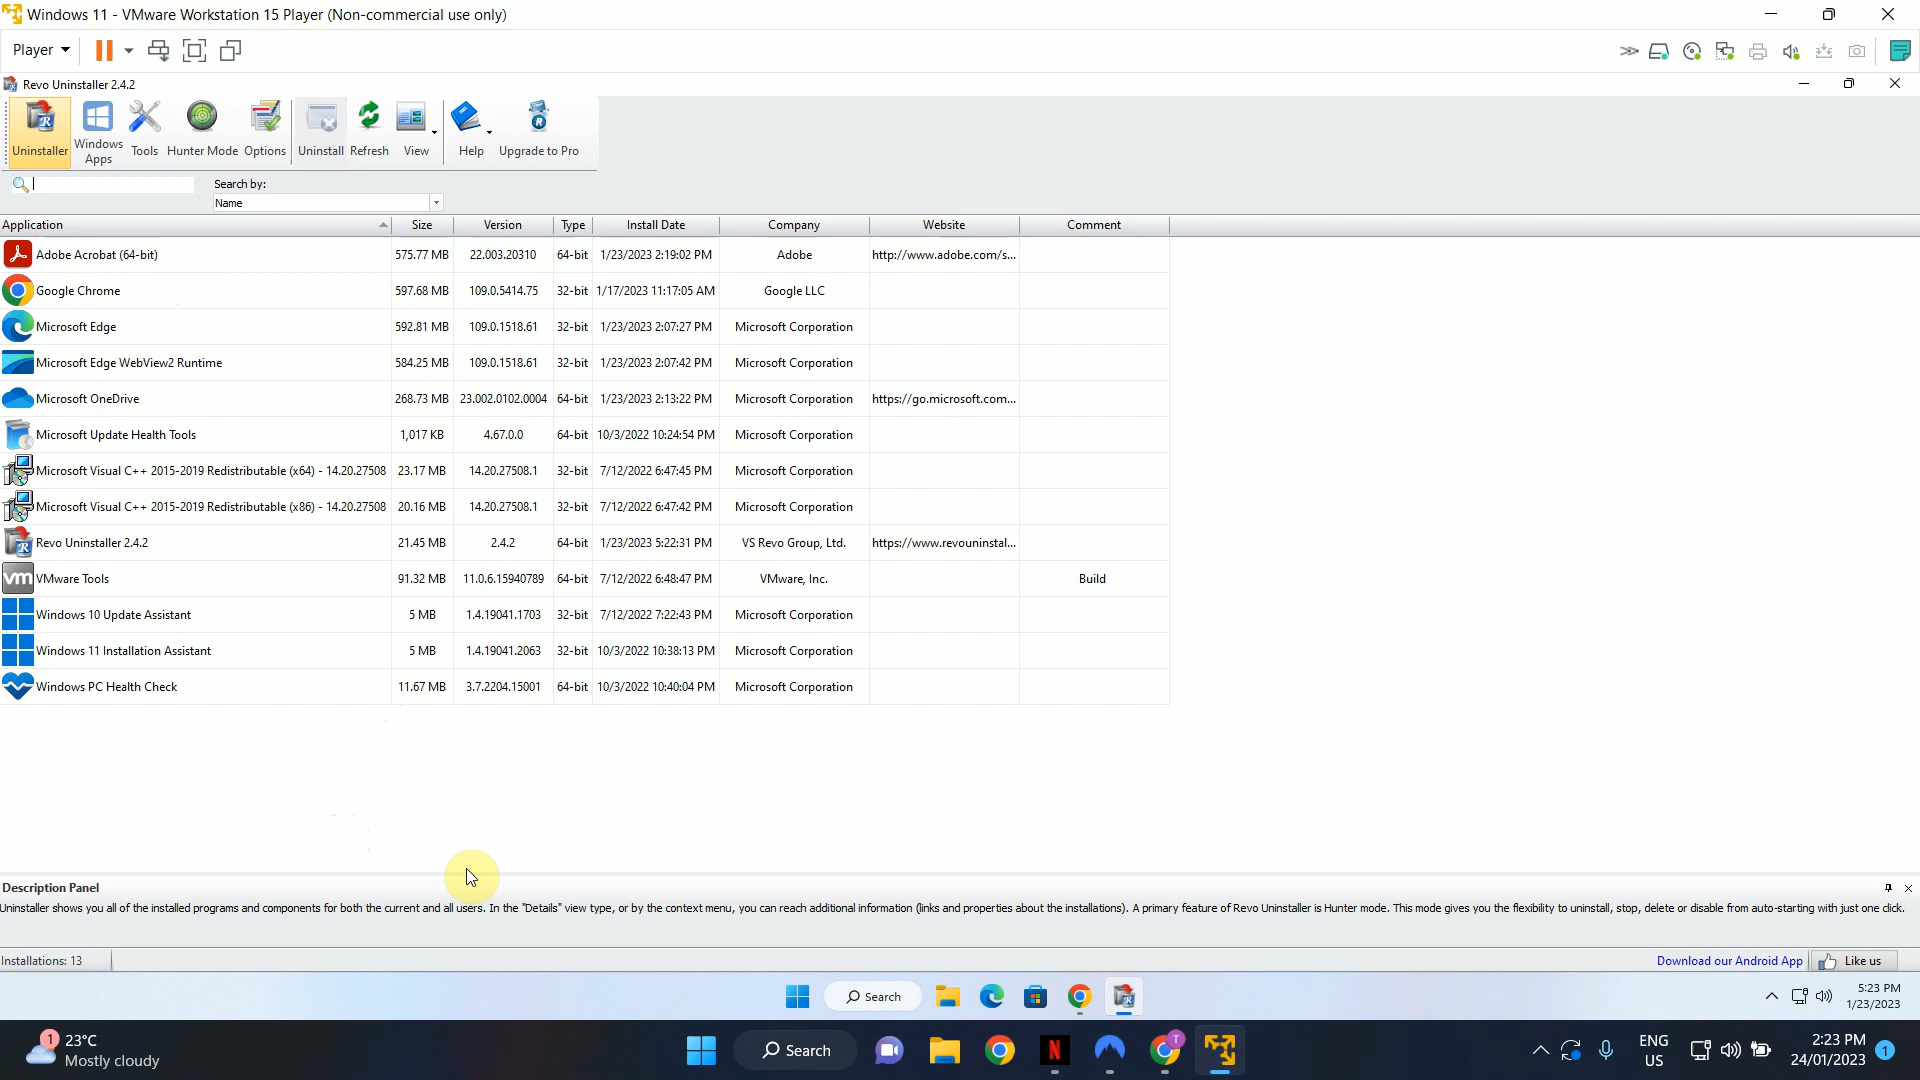 Windows 11 - VMware Workstation 15 Player (Non-commercial use only)
Player
Revo Uninstaller 2.4.2
Uninstaller Windows Apps Tools Hunter Mode Options Uninstall Refresh View Help Upgrade to Pro
Search by:
Name
Application Size Version Type Install Date Company Website Comment
Adobe Acrobat (64-bit) 575.77 MB 22.003.20310 64-bit 1/23/2023 2:19:02 PM Adobe http://www.adobe.com/s...
Google Chrome 597.68 MB 109.0.5414.75 32-bit 1/17/2023 11:17:05 AM Google LLC
Microsoft Edge 592.81 MB 109.0.1518.61 32-bit 1/23/2023 2:07:27 PM Microsoft Corporation
Microsoft Edge WebView2 Runtime 584.25 MB 109.0.1518.61 32-bit 1/23/2023 2:07:42 PM Microsoft Corporation
Microsoft OneDrive 268.73 MB 23.002.0102.0004 64-bit 1/23/2023 2:13:22 PM Microsoft Corporation https://go.microsoft.com...
Microsoft Update Health Tools 1,017 KB 4.67.0.0 64-bit 10/3/2022 10:24:54 PM Microsoft Corporation
Microsoft Visual C++ 2015-2019 Redistributable (x64) - 14.20.27508 23.17 MB 14.20.27508.1 32-bit 7/12/2022 6:47:45 PM Microsoft Corporation
Microsoft Visual C++ 2015-2019 Redistributable (x86) - 14.20.27508 20.16 MB 14.20.27508.1 32-bit 7/12/2022 6:47:42 PM Microsoft Corporation
Revo Uninstaller 2.4.2 21.45 MB 2.4.2 64-bit 1/23/2023 5:22:31 PM VS Revo Group, Ltd. https://www.revouninstal...
vm VMware Tools 91.32 MB 11.0.6.15940789 64-bit 7/12/2022 6:48:47 PM VMware, Inc. Build
Windows 10 Update Assistant 5 MB 1.4.19041.1703 32-bit 7/12/2022 7:22:43 PM Microsoft Corporation
Windows 11 Installation Assistant 5 MB 1.4.19041.2063 32-bit 10/3/2022 10:38:13 PM Microsoft Corporation
Windows PC Health Check 11.67 MB 3.7.2204.15001 64-bit 10/3/2022 10:40:04 PM Microsoft Corporation
Description Panel
Uninstaller shows you all of the installed programs and components for both the current and all users. In the "Details" view type, or by the context menu, you can reach additional information (links and properties about the installations). A primary feature of Revo Uninstaller is Hunter mode. This mode gives you the flexibility to uninstall, stop, delete or disable from auto-starting with just one click.
Installations: 13 Download our Android App Like us
Search 5:23 PM
1/23/2023
1 23°C
Mostly cloudy
Search T ENG
US
2:23 PM
24/01/2023 1